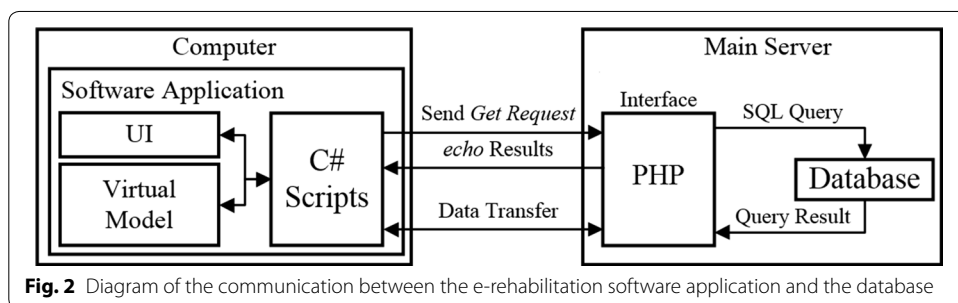 Computer
Software Application
UI
Virtual
Model
C#
Scripts
Send Get Request
echo Results
Data Transfer
Main Server
Interface
PHP
SQL Query
Database
Query Result
Fig. 2 Diagram of the communication between the e-rehabilitation software application and the database